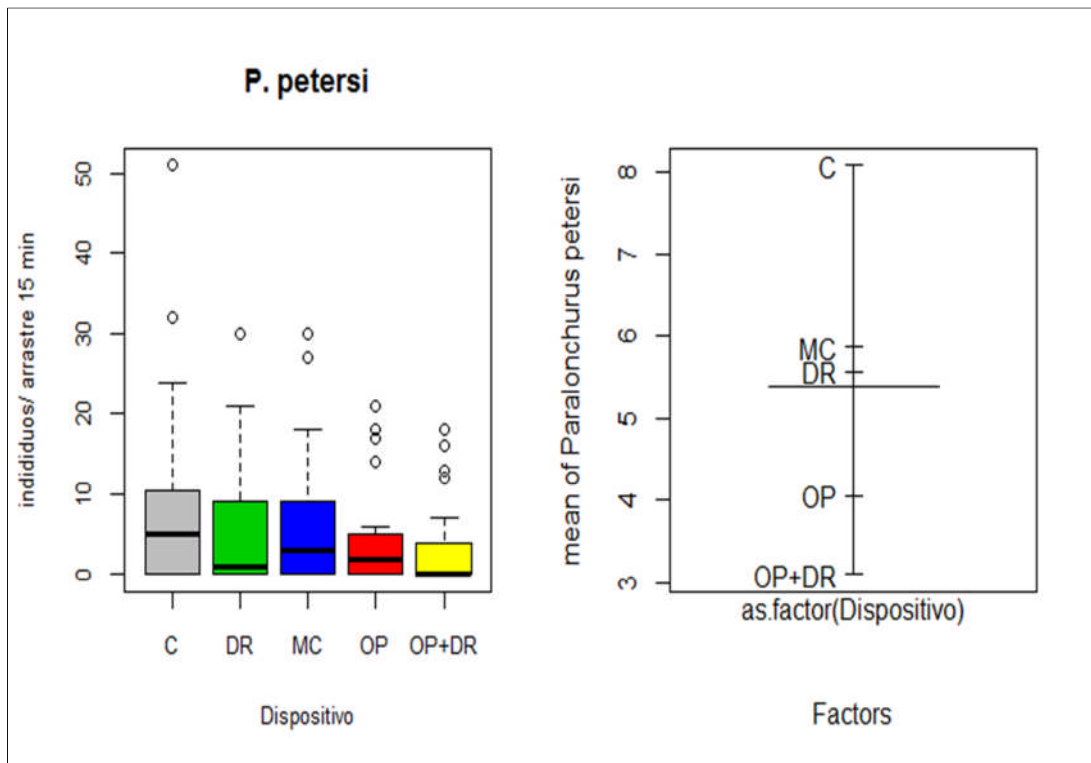 P. petersi
indididuos/ arrastre 15 min
50
40
30
20
10
0
C DR MC OP OP+DR
Dispositivo
mean of Paralonchurus petersi
8
7
6
5
4
3
C
MC
DR
OP
OP+DR
as.factor(Dispositivo)
Factors